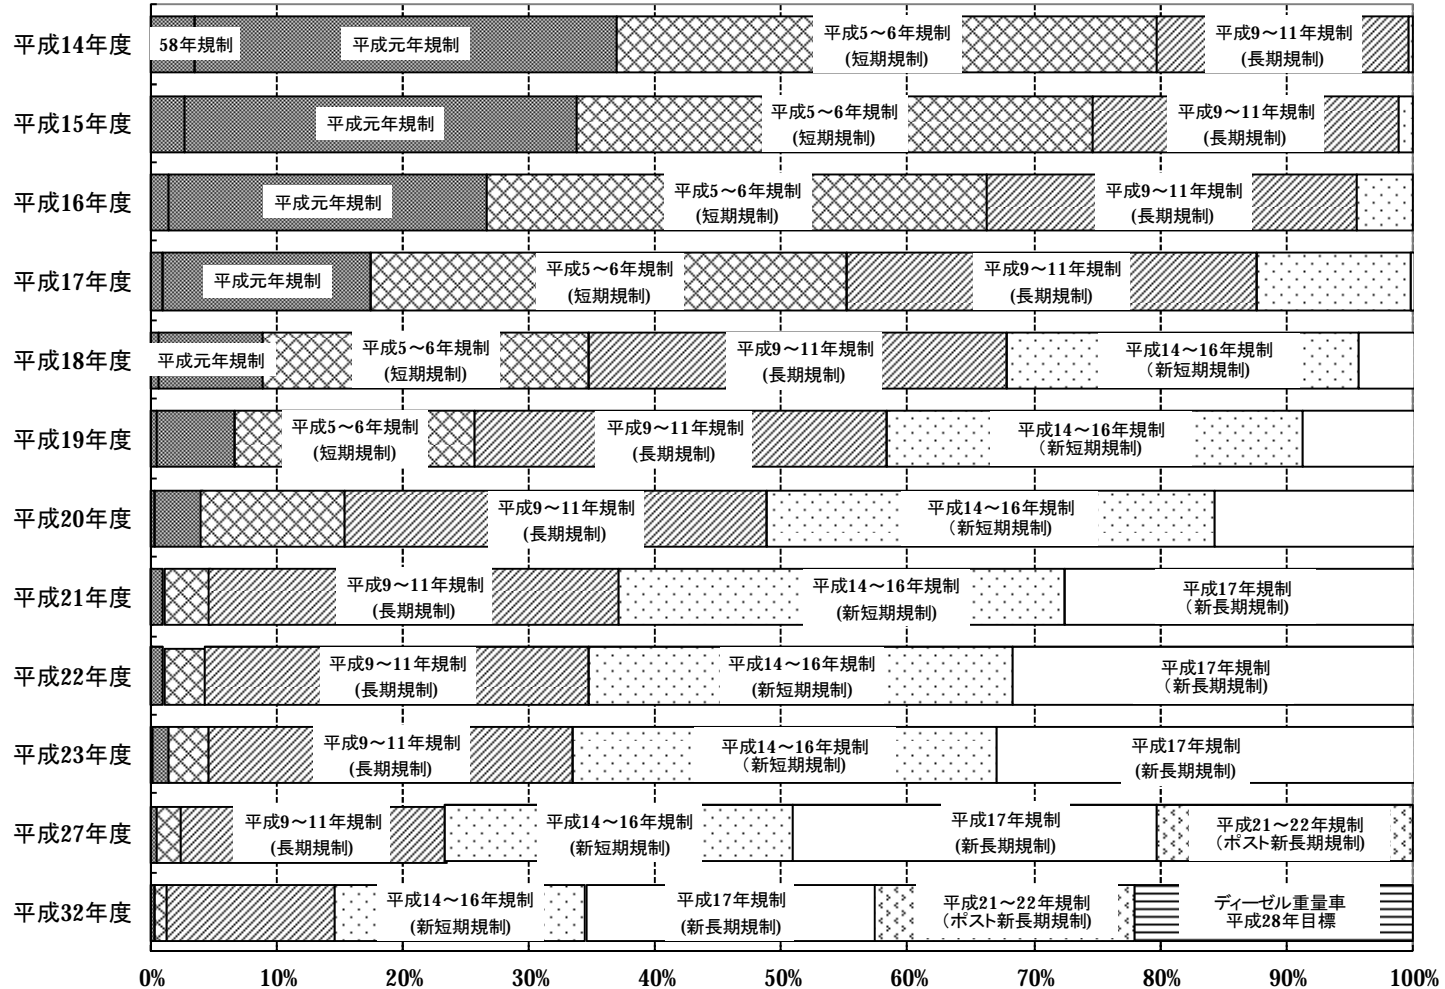 平成14年度
58年規制
平成元年規制
平成5～6年規制
(短期規制)
平成9～11年規制
(長期規制)
平成15年度
平成元年規制
平成5～6年規制
(短期規制)
平成9～11年規制
(長期規制)
平成16年度
平成元年規制
平成5～6年規制
(短期規制)
平成9～11年規制
(長期規制)
平成17年度
平成元年規制
平成5～6年規制
(短期規制)
平成9～11年規制
(長期規制)
平成18年度
平成元年規制
平成5～6年規制
(短期規制)
平成9～11年規制
(長期規制)
平成14～16年規制
(新短期規制)
平成19年度
平成5～6年規制
(短期規制)
平成9～11年規制
(長期規制)
平成14～16年規制
（新短期規制)
平成20年度
平成9～11年規制
(長期規制)
平成14～16年規制
（新短期規制)
平成21年度
平成9～11年規制
(長期規制)
平成14～16年規制
(新短期規制)
平成17年規制
（新長期規制)
平成22年度
平成9～11年規制
(長期規制)
平成14～16年規制
(新短期規制)
平成17年規制
（新長期規制)
平成23年度
平成9～11年規制
(長期規制)
平成14～16年規制
（新短期規制)
平成17年規制
(新長期規制)
平成27年度
平成9～11年規制
(長期規制)
平成14～16年規制
(新短期規制)
平成17年規制
(新長期規制)
平成21～22年規制
（ポスト新長期規制)
平成32年度
平成14～16年規制
(新短期規制)
平成17年規制
(新長期規制)
平成21～22年規制
（ポスト新長期規制)
ディーゼル重量車
平成28年目標
0% 10% 20% 30% 40% 50% 60% 70% 80% 90% 100%